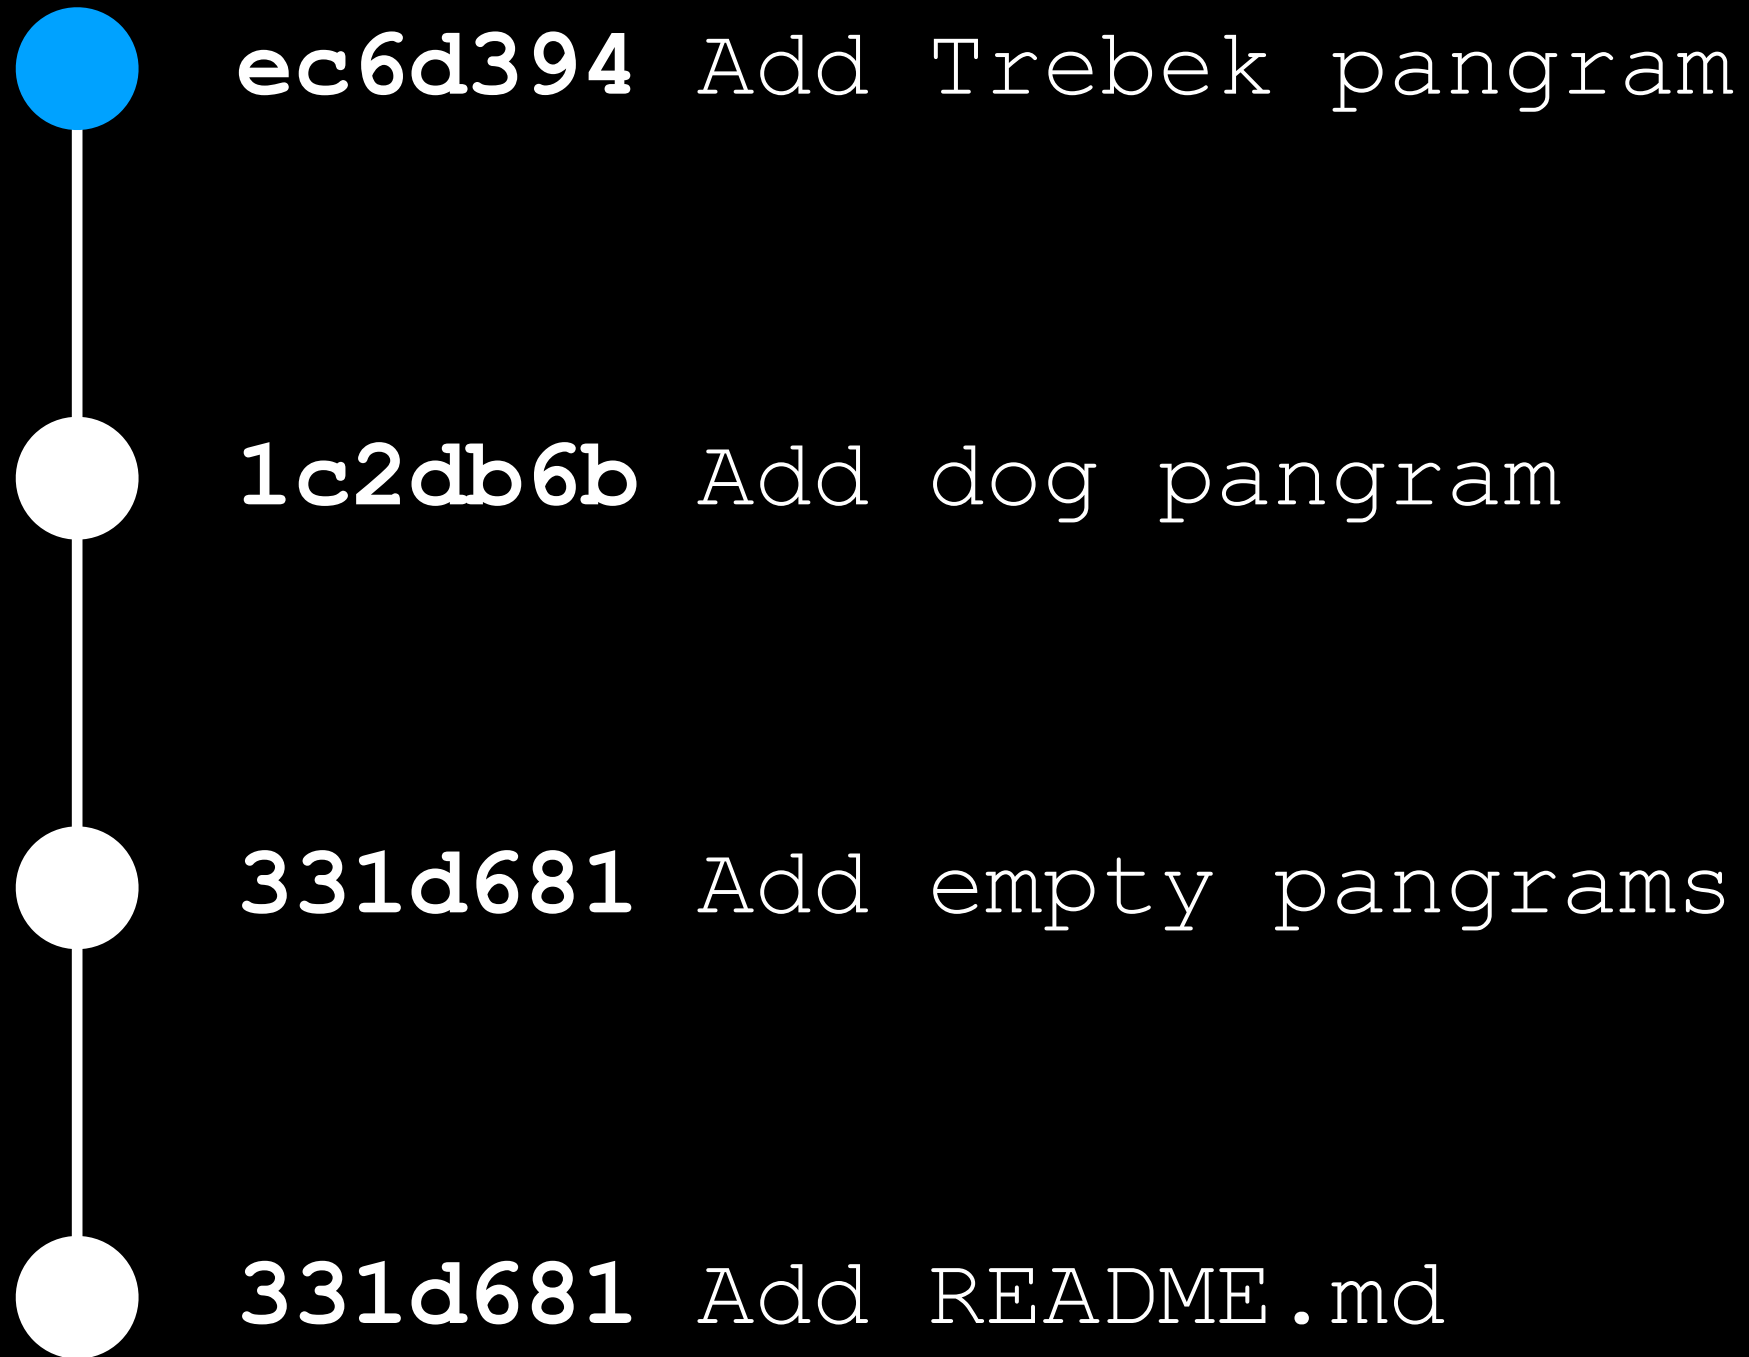 ec6d394 Add Trebek pangram
1c2db6b Add dog pangram
331d681 Add empty pangrams
331d681 Add README.md